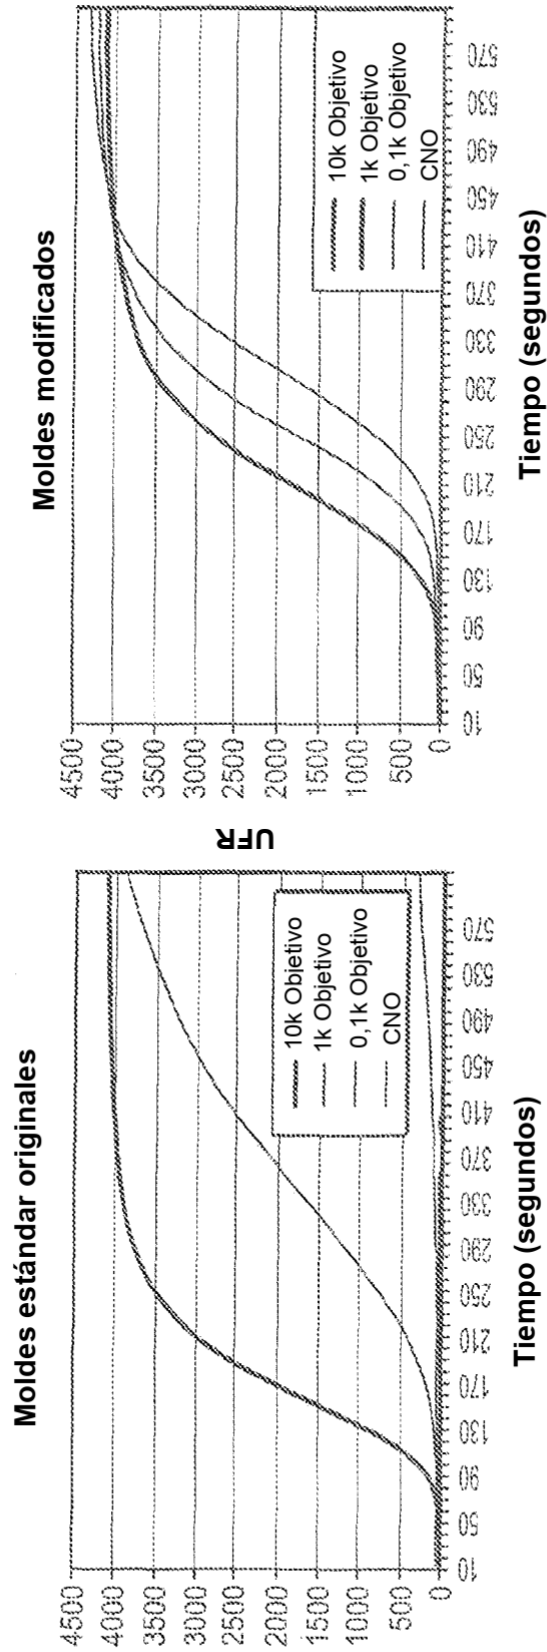 Moldes estándar originales
4500
4000
3500
3000
2500
2000
1500
1000
500
0
10 50 90 130 170 210 250 290 330 370 410 450 490 530 570
10k Objetivo
1k Objetivo
0,1k Objetivo
CNO
Tiempo (segundos)
UFR
Moldes modificados
4500
4000
3500
3000
2500
2000
1500
1000
500
0
10 50 90 130 170 210 250 290 330 370 410 450 490 530 570
10k Objetivo
1k Objetivo
0,1k Objetivo
CNO
Tiempo (segundos)